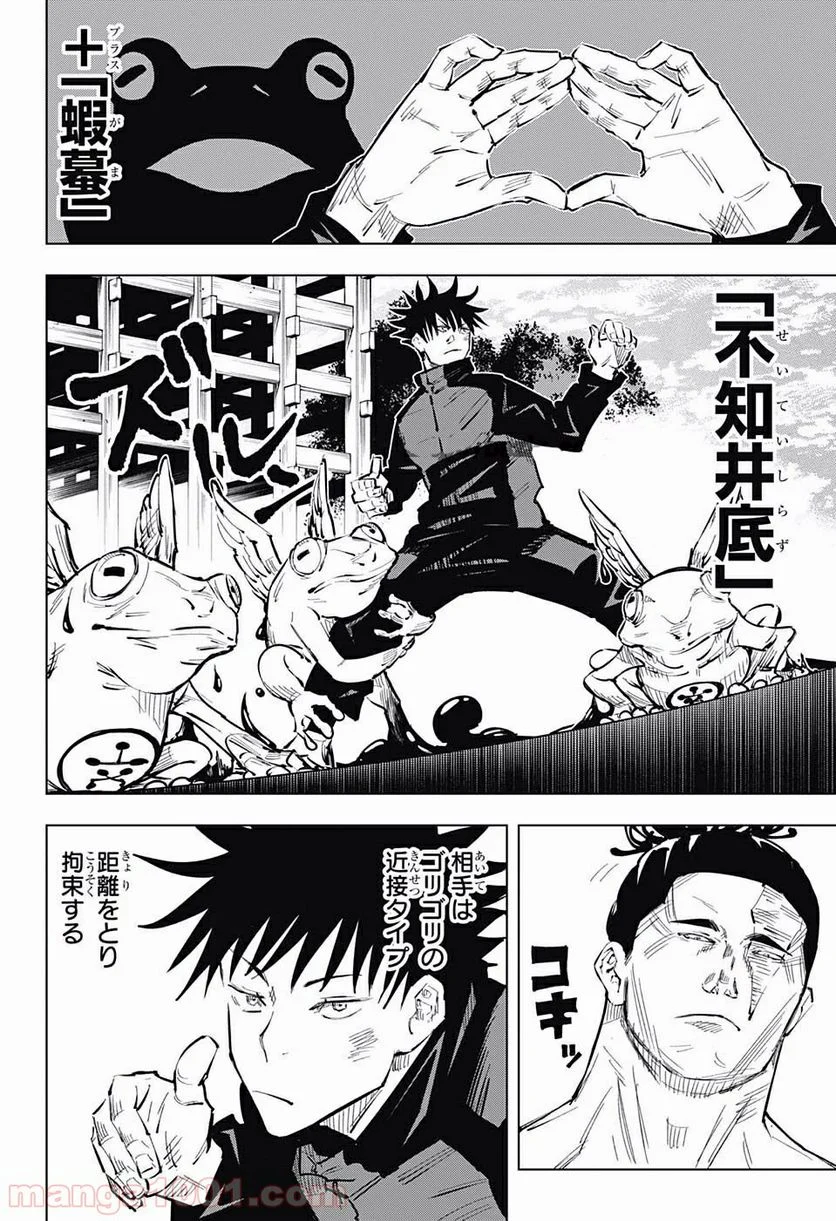 十「蝦蟇」
プラス
がま
「不知井底」
せいていしらず
ズルン
コキッ
相手は
あいて
ゴリゴリの
近接タイプ
きんせつ
距離をとり
きょり
拘束する
こうそく
manga1001.com